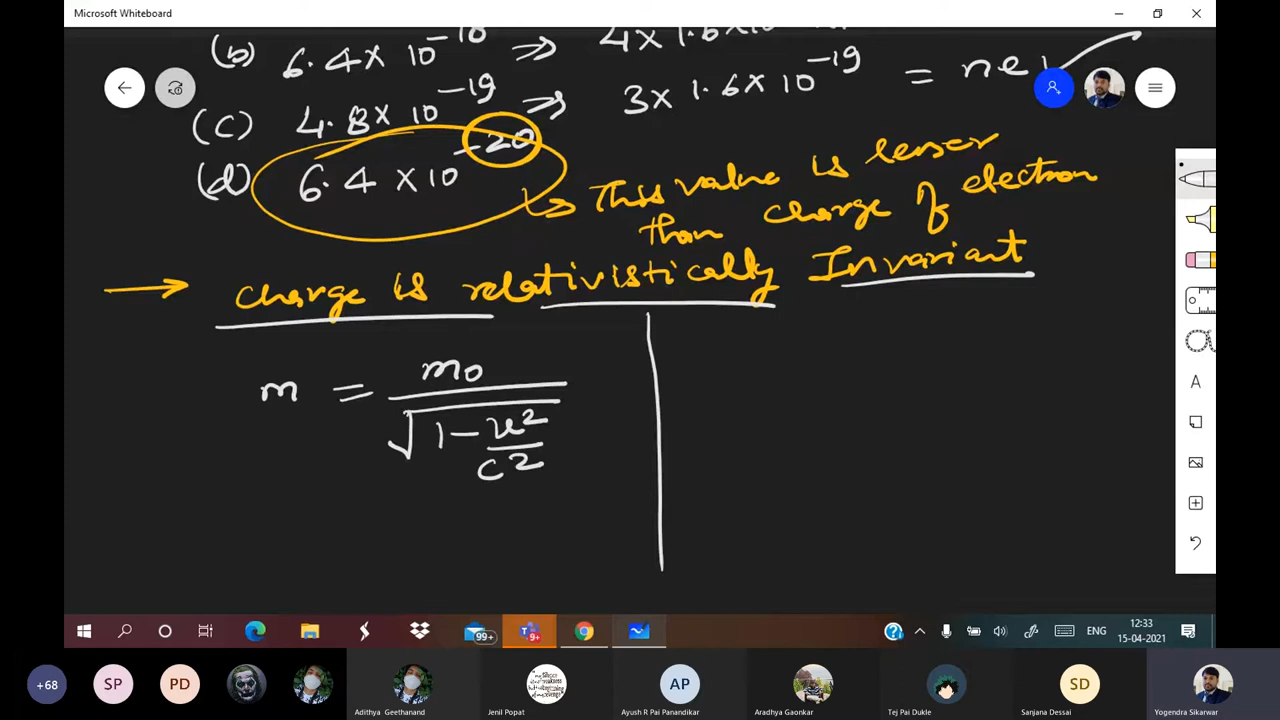 Microsoft Whiteboard
(b) 6.4 × 10 ⇒ 4 × 1.6×10
(c) 4.8 × 10⁻¹⁹ ⇒ 3 × 1.6 × 10⁻¹⁹ = ne
(d) 6.4 × 10⁻²⁰
This value is lesser
than charge of electron
→ charge is relativistically Invariant
m = m₀ / √(1 - u²/c²)
A
99+
9+
ENG
12:33
15-04-2021
+68
SP
PD
AP
SD
Adithya Geethanand
Jenil Popat
Ayush R Pai Panandikar
Aradhya Gaonkar
Tej Pai Dukle
Sanjana Dessai
Yogendra Sikarwar